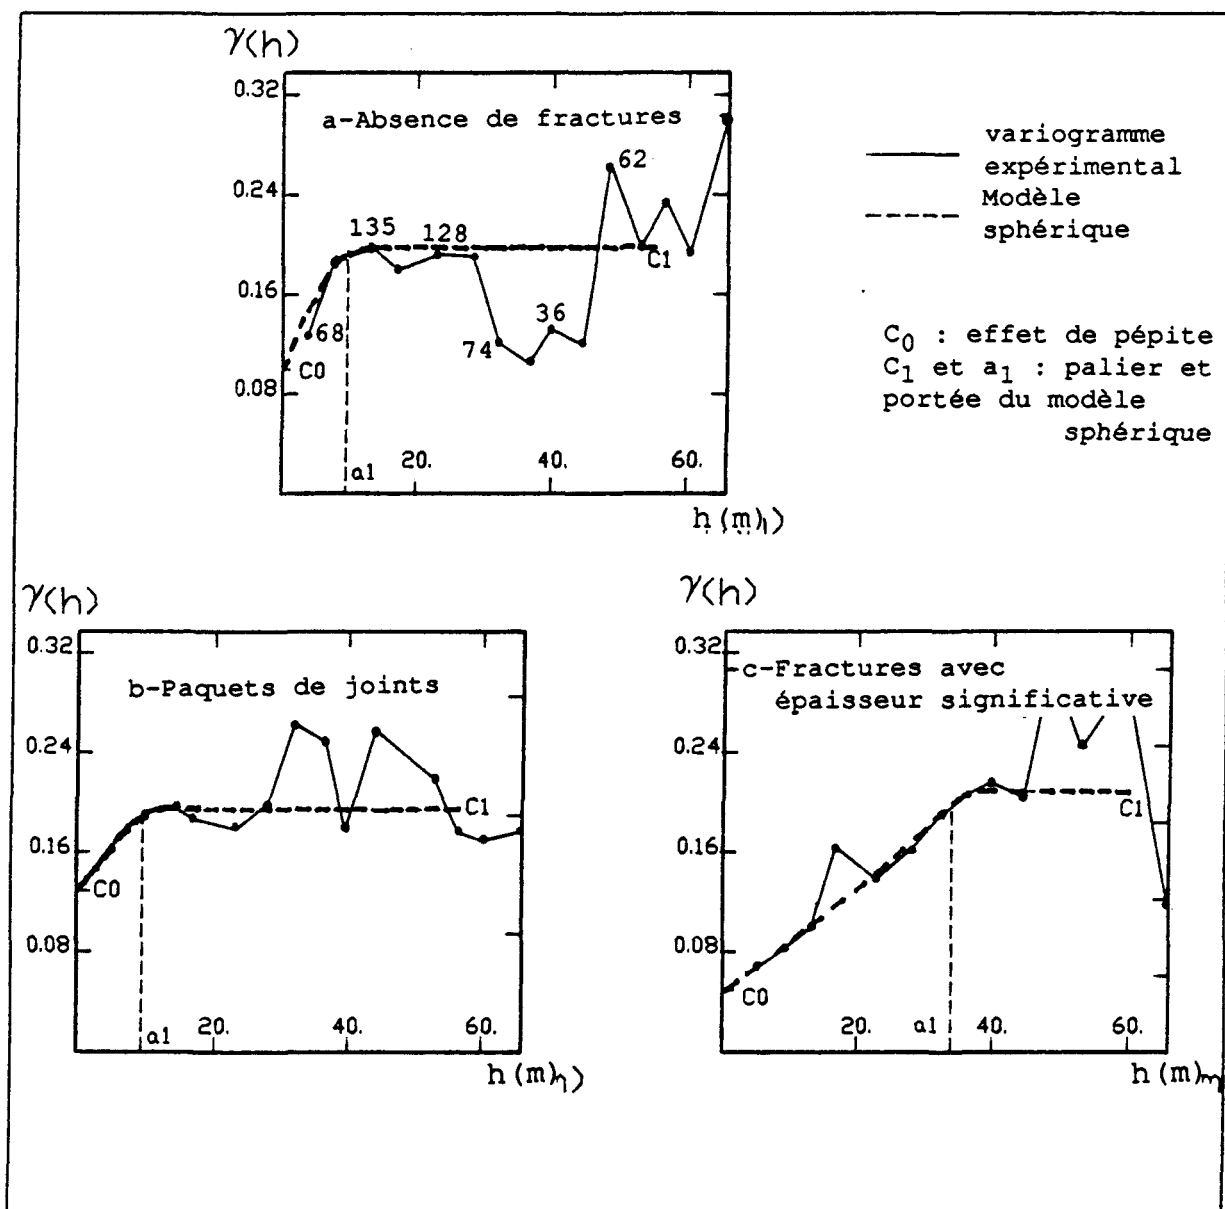 γ(h)
0.32
0.24
0.16
0.08
a-Absence de fractures
135
128
62
68
74
36
C0
C1
a1
20.
40.
60.
h(m)
variogramme
expérimental
Modèle
sphérique
C0 : effet de pépite
C1 et a1 : palier et
portée du modèle
sphérique
γ(h)
0.32
0.24
0.16
0.08
b-Paquets de joints
C0
C1
a1
20.
40.
60.
h(m)
γ(h)
0.32
0.24
0.16
0.08
c-Fractures avec
épaisseur significative
C0
C1
20.
a1
40.
60.
h(m)